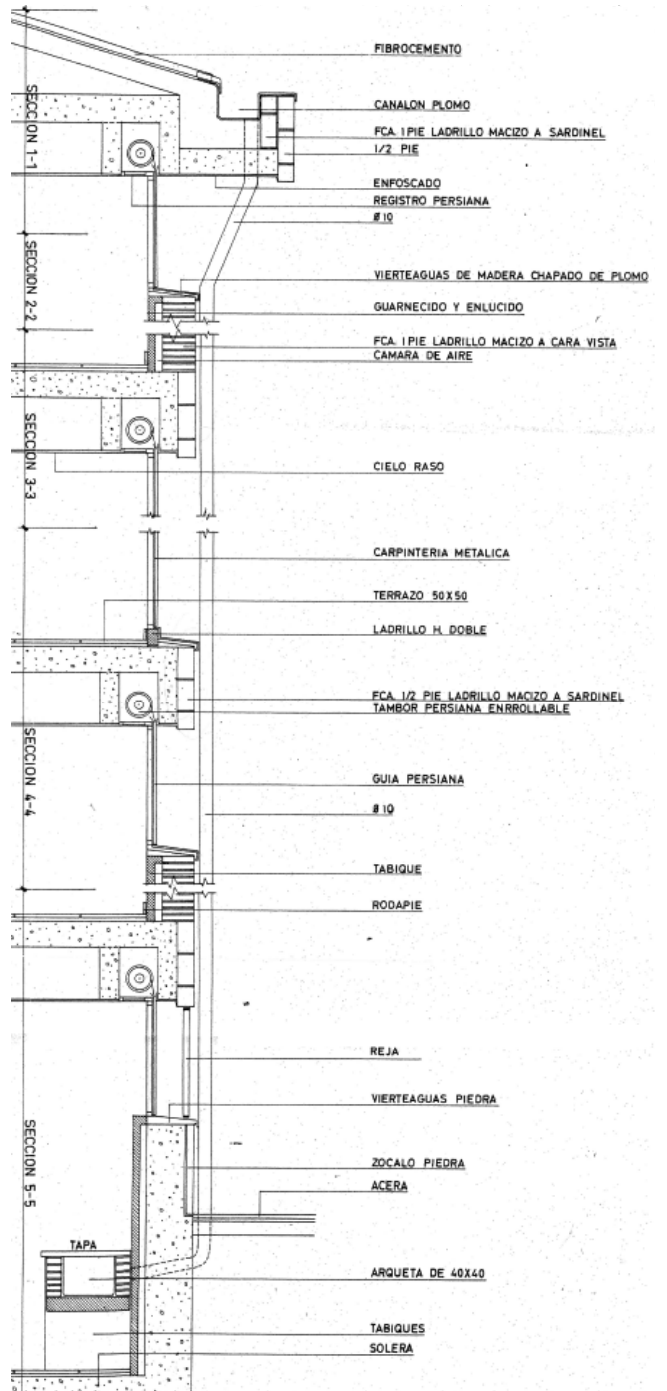 FIBROCEMENTO
SECCION 1-1
CANALON PLOMO
FCA. 1 PIE LADRILLO MACIZO A SARDINEL
1/2 PIE
ENFOSCADO
REGISTRO PERSIANA
Ø 10
SECCION 2-2
VIERTEAGUAS DE MADERA CHAPADO DE PLOMO
GUARNECIDO Y ENLUCIDO
FCA. 1 PIE LADRILLO MACIZO A CARA VISTA
CAMARA DE AIRE
SECCION 3-3
CIELO RASO
CARPINTERIA METALICA
TERRAZO 50X50
LADRILLO H. DOBLE
FCA. 1/2 PIE LADRILLO MACIZO A SARDINEL
TAMBOR PERSIANA ENRROLLABLE
SECCION 4-4
GUIA PERSIANA
Ø 10
TABIQUE
RODAPIE
REJA
VIERTEAGUAS PIEDRA
SECCION 5-5
ZOCALO PIEDRA
ACERA
TAPA
ARQUETA DE 40X40
TABIQUES
SOLERA